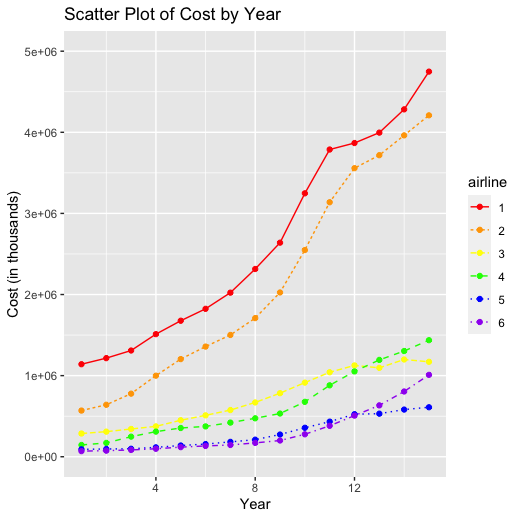 Scatter Plot of Cost by Year
5e+06
4e+06
3e+06
2e+06
1e+06
0e+00
Cost (in thousands)
4
8
12
Year
airline
1
2
3
4
5
6